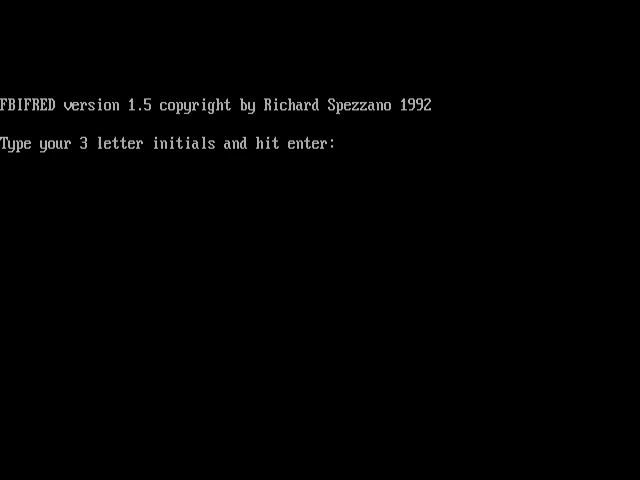 FBIFRED version 1.5 copyright by Richard Spezzano 1992
Type your 3 letter initials and hit enter: